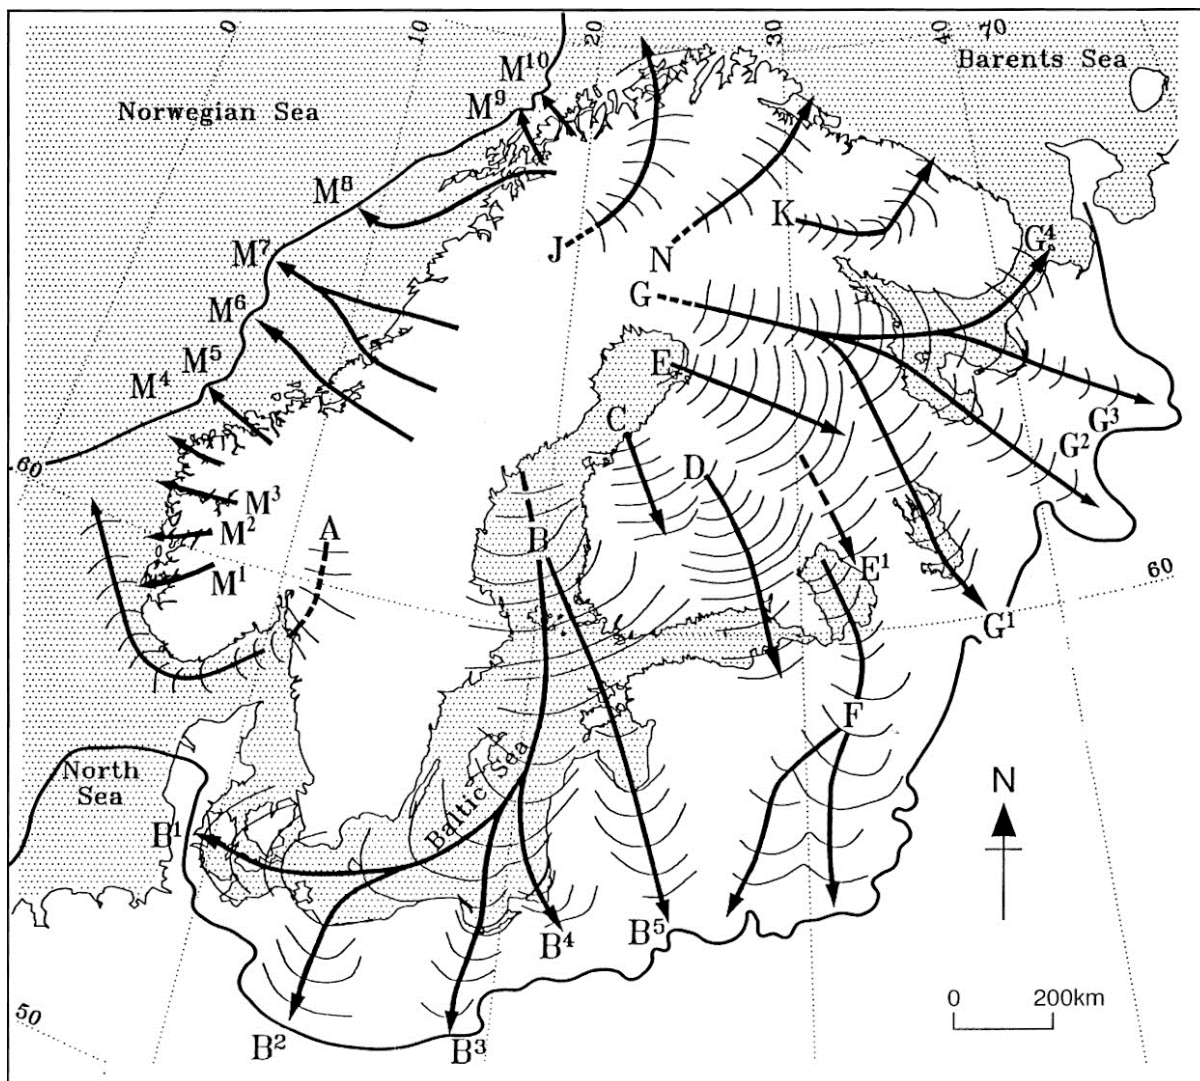 0
10
20
30
40
70
Barents Sea
Norwegian Sea
M¹⁰
M⁹
M⁸
M⁷
M⁶
M⁵
M⁴
60
M³
M²
M¹
A
J
N
K
G
G⁴
E
C
D
B
G³
G²
E¹
60
G¹
F
North
Sea
Baltic Sea
B¹
N
B⁴
B⁵
50
B²
B³
0
200km